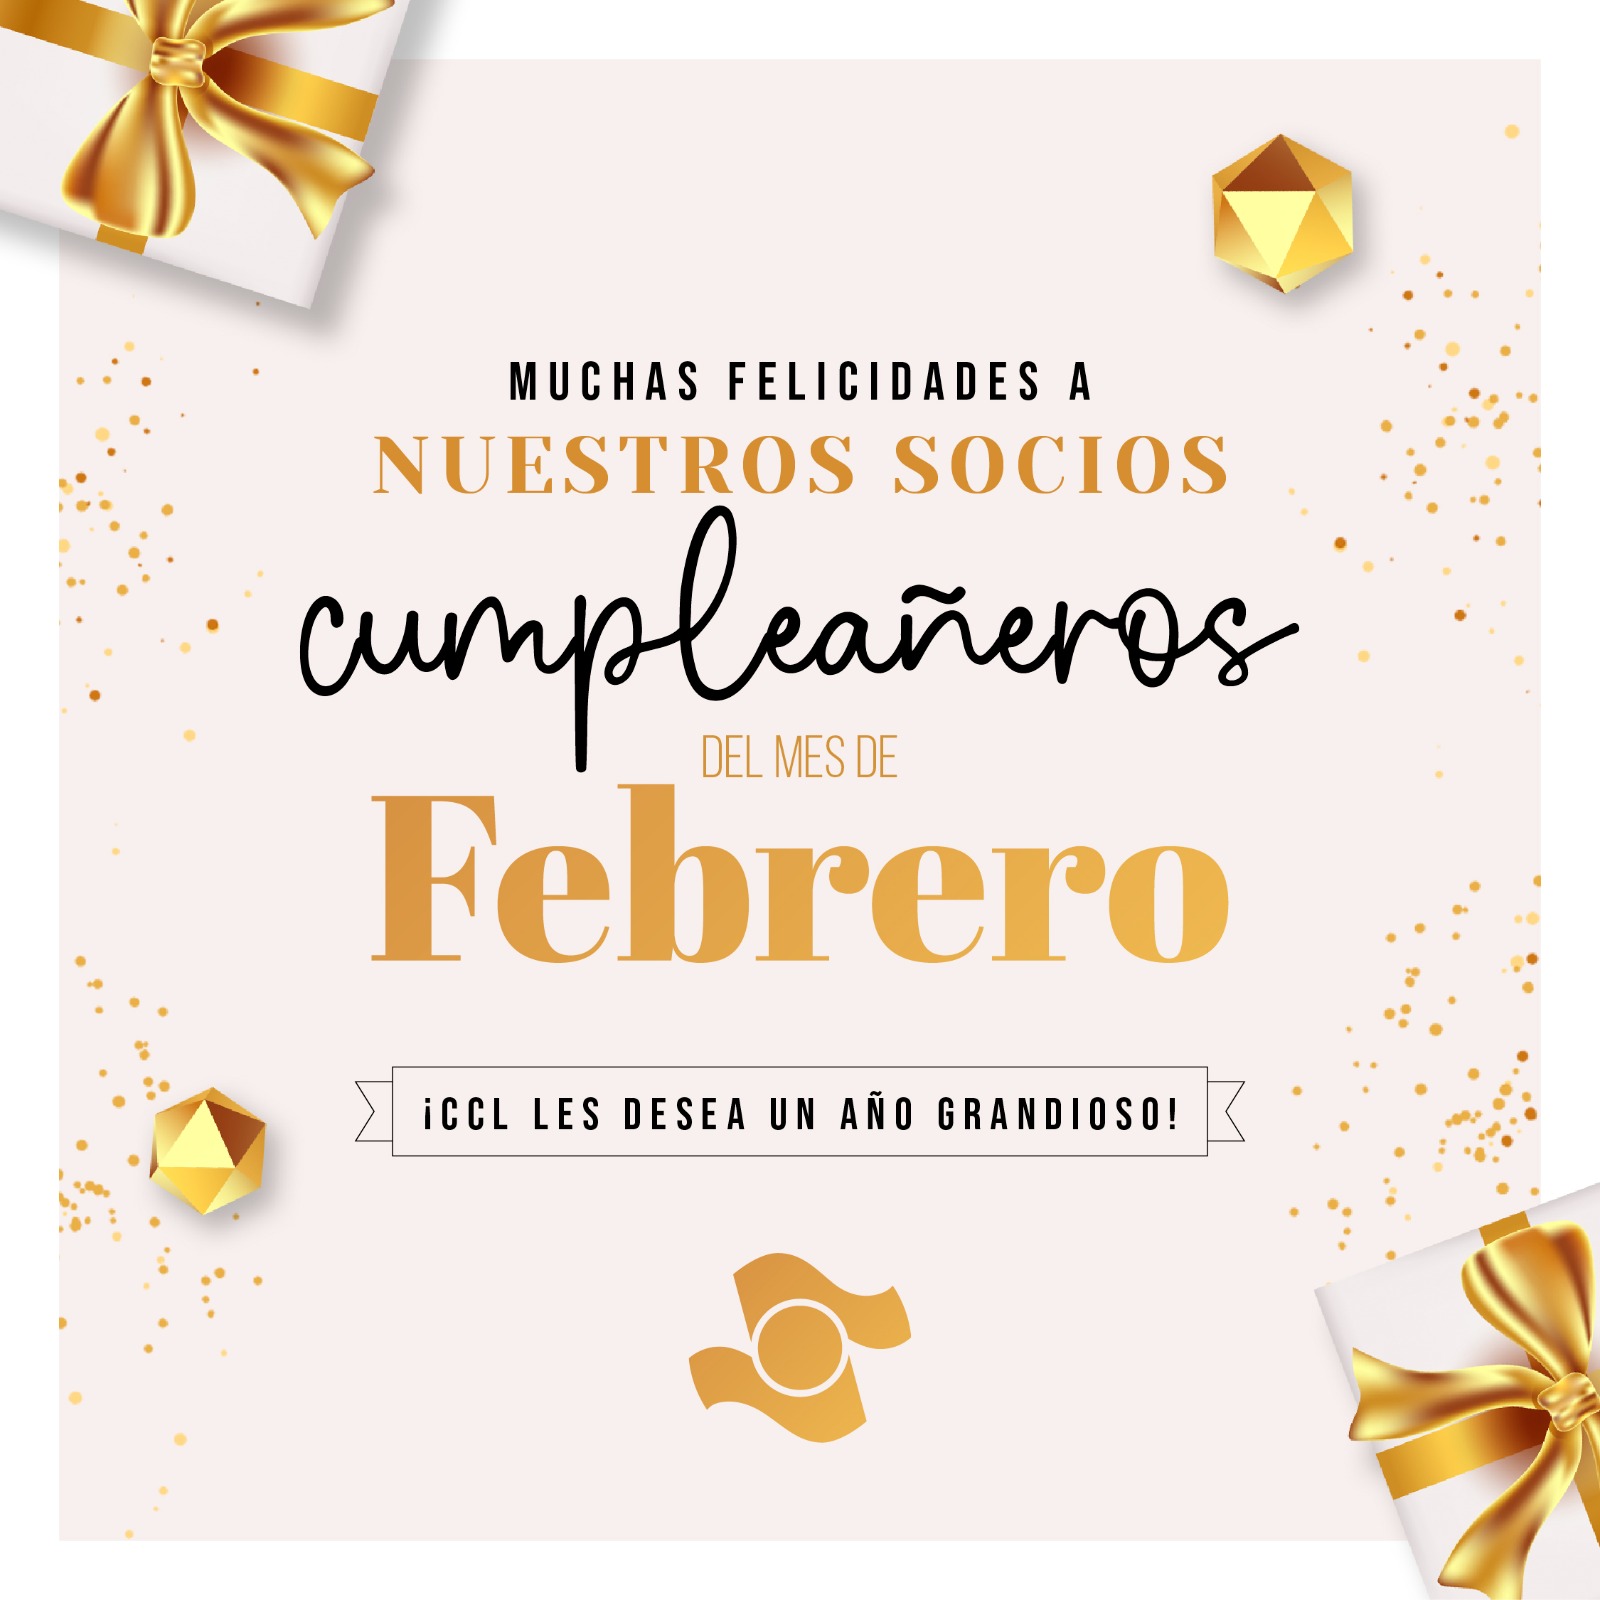 MUCHAS FELICIDADES A
NUESTROS SOCIOS
cumpleañeros
DEL MES DE
Febrero
¡CCL LES DESEA UN AÑO GRANDIOSO!